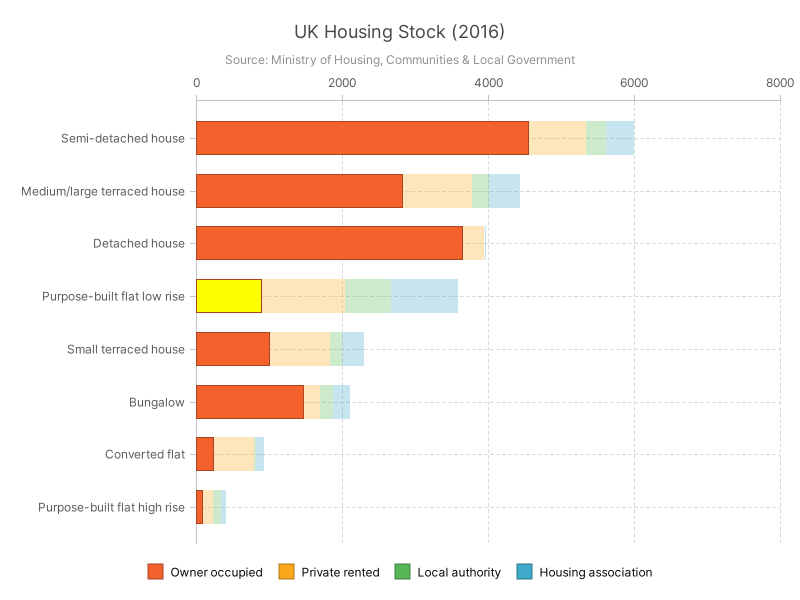 UK Housing Stock (2016)
Source: Ministry of Housing, Communities & Local Government
0 2000 4000 6000 8000
Semi-detached house
Medium/large terraced house
Detached house
Purpose-built flat low rise
Small terraced house
Bungalow
Converted flat
Purpose-built flat high rise
Owner occupied Private rented Local authority Housing association